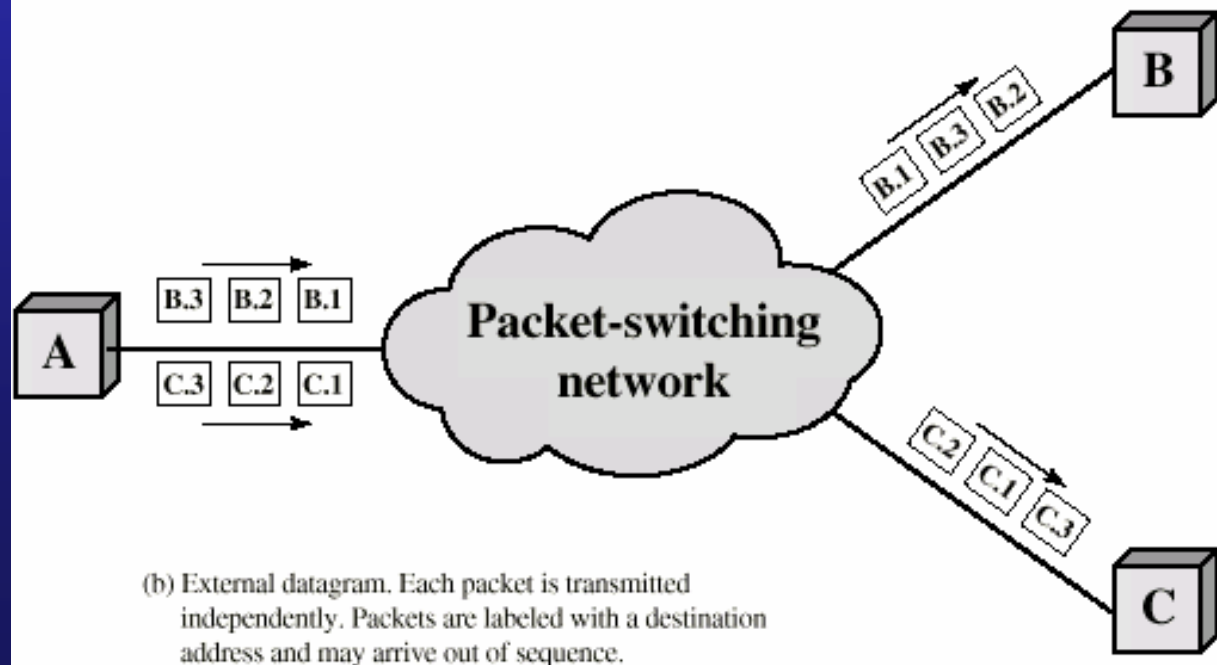 B
B.1 B.3 B.2
B.3 B.2 B.1
A
Packet-switching
network
C.3 C.2 C.1
C.2 C.1 C.3
(b) External datagram. Each packet is transmitted
independently. Packets are labeled with a destination
address and may arrive out of sequence.
C